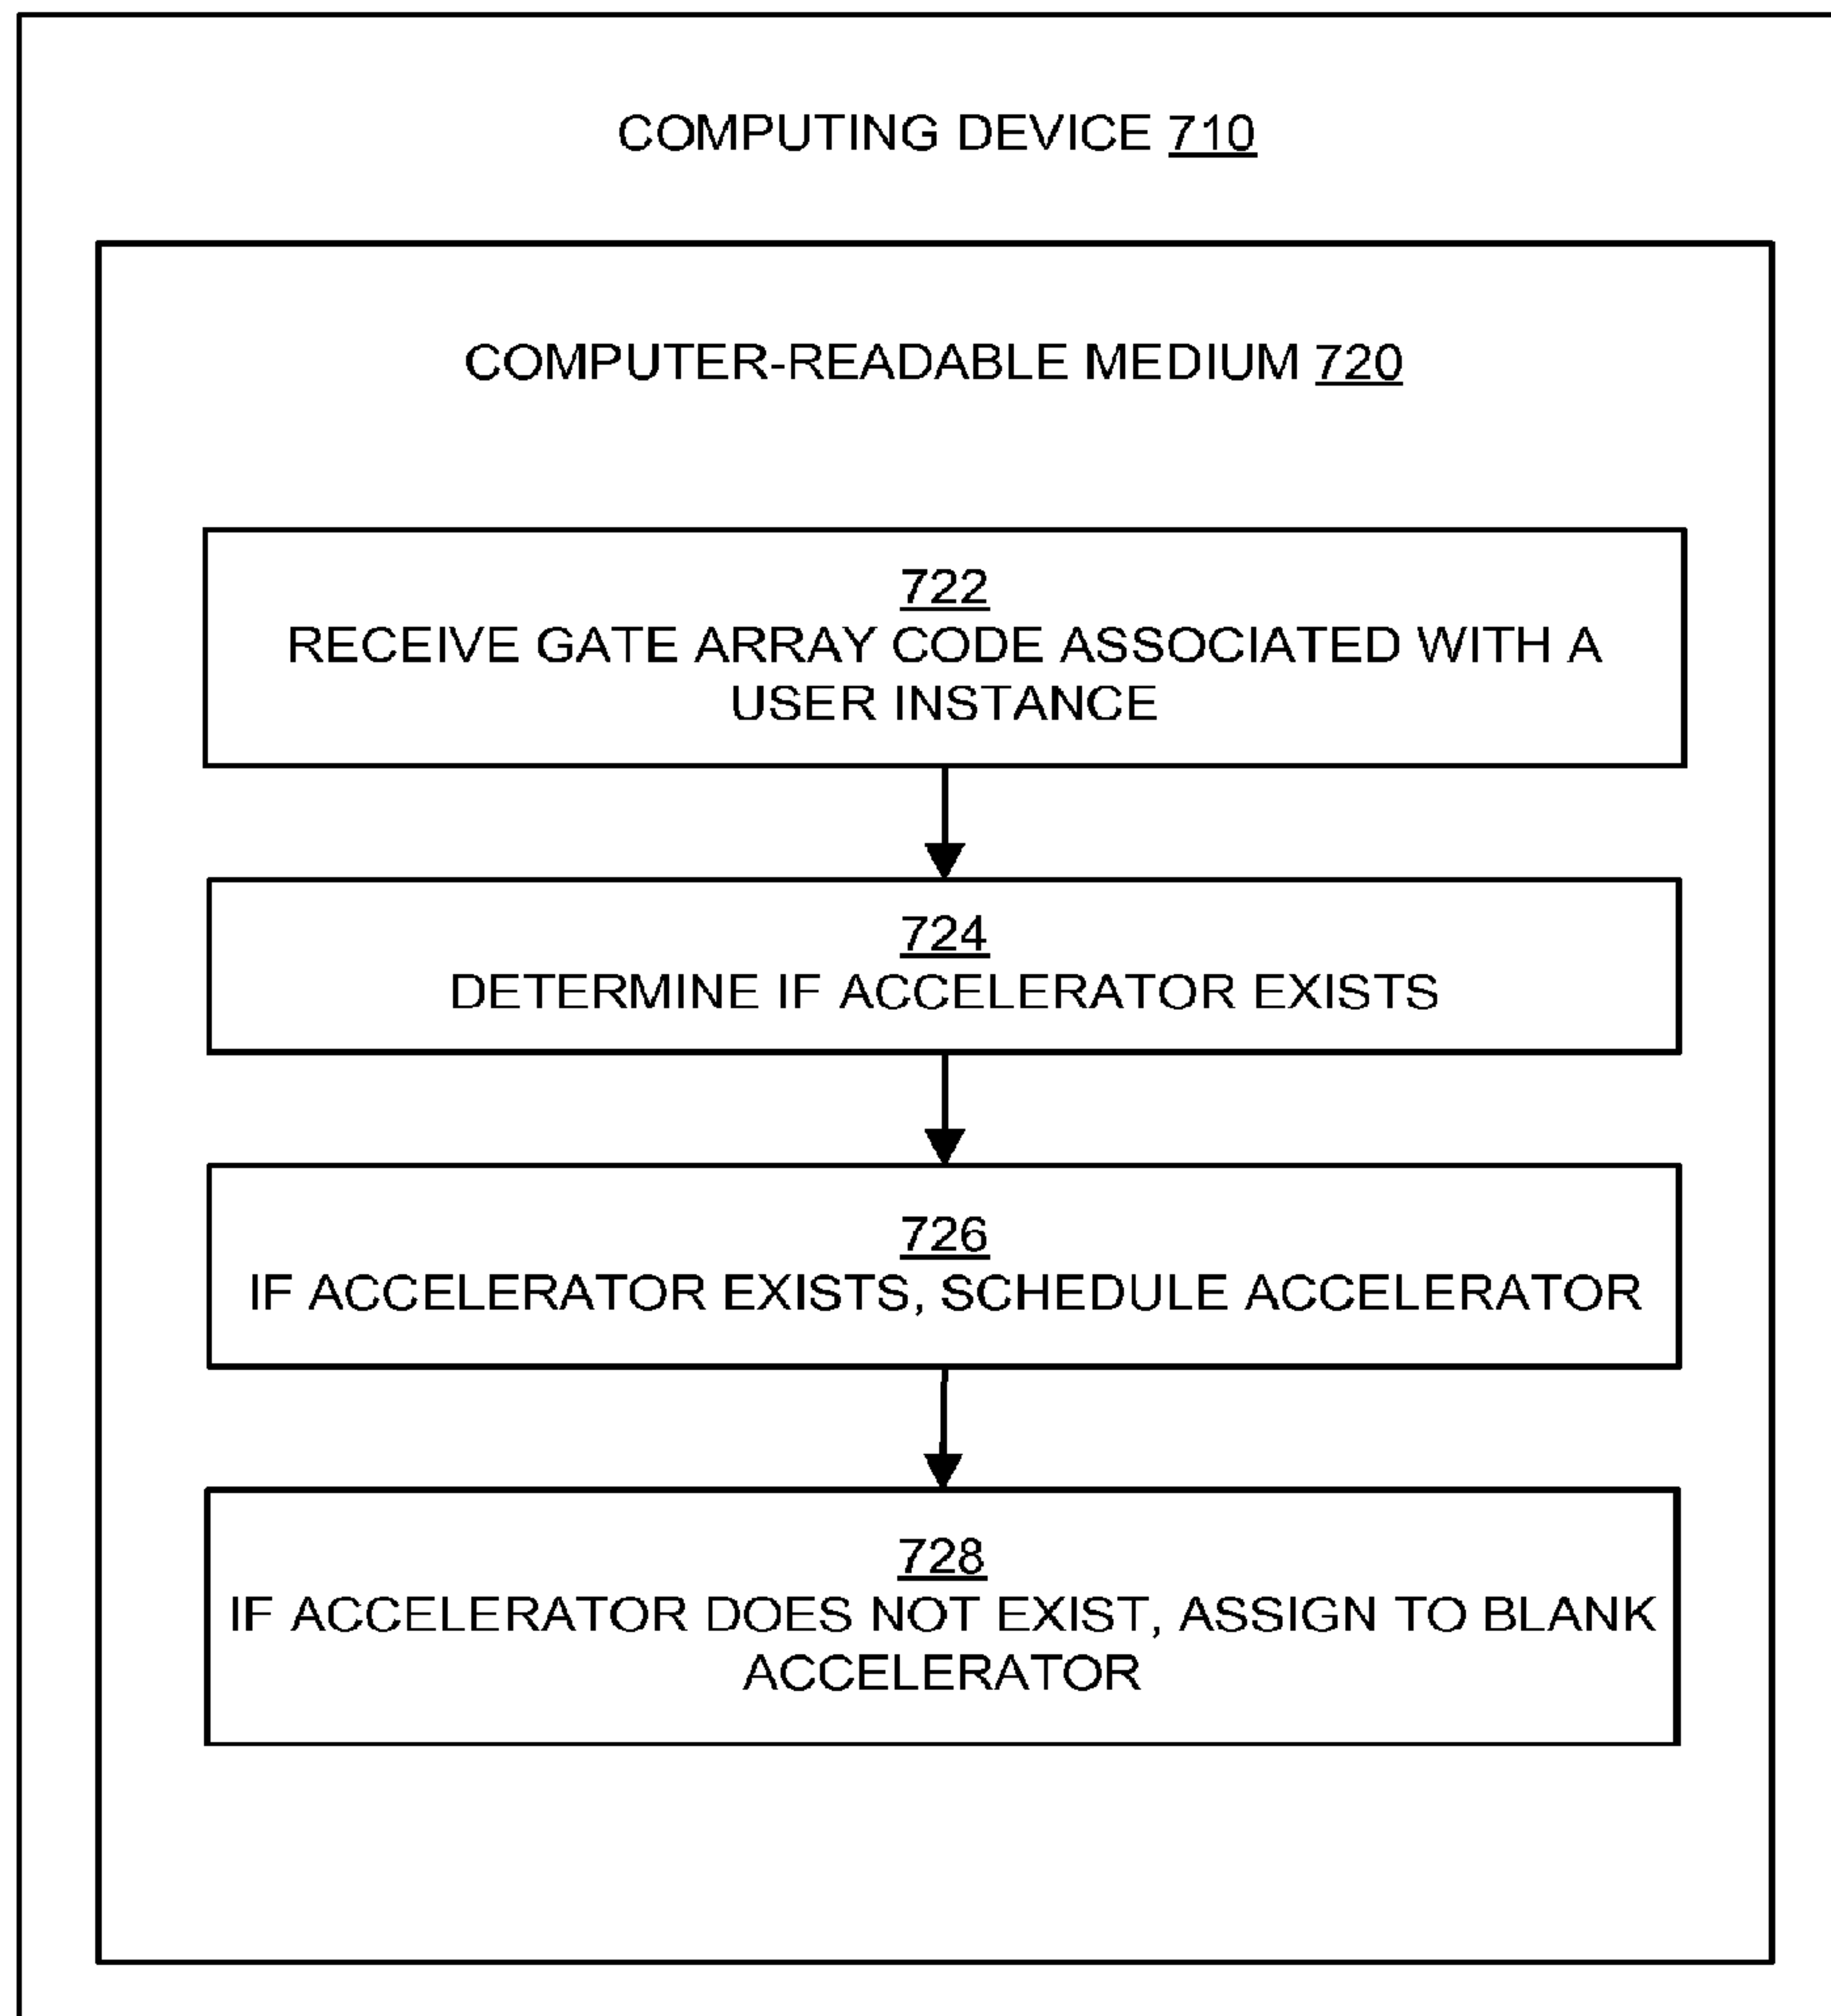 COMPUTING DEVICE 710
COMPUTER-READABLE MEDIUM 720
722
RECEIVE GATE ARRAY CODE ASSOCIATED WITH A
USER INSTANCE
724
DETERMINE IF ACCELERATOR EXISTS
726
IF ACCELERATOR EXISTS, SCHEDULE ACCELERATOR
728
IF ACCELERATOR DOES NOT EXIST, ASSIGN TO BLANK
ACCELERATOR